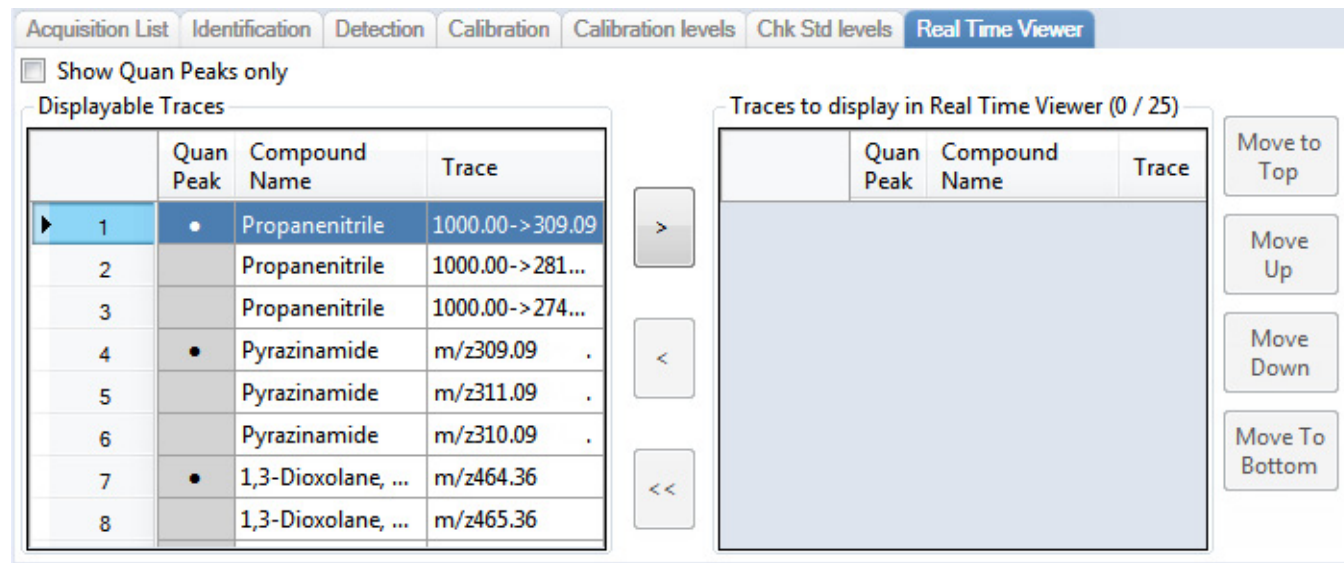 Acquisition List Identification Detection Calibration Calibration levels Chk Std levels Real Time Viewer
Show Quan Peaks only
Displayable Traces
Quan Peak Compound Name Trace
1 • Propanenitrile 1000.00->309.09
2 Propanenitrile 1000.00->281...
3 Propanenitrile 1000.00->274...
4 • Pyrazinamide m/z309.09 .
5 Pyrazinamide m/z311.09 .
6 Pyrazinamide m/z310.09 .
7 • 1,3-Dioxolane, ... m/z464.36
8 1,3-Dioxolane, ... m/z465.36
>
<
<<
Traces to display in Real Time Viewer (0 / 25)
Quan Peak Compound Name Trace
Move to
Top
Move
Up
Move
Down
Move To
Bottom